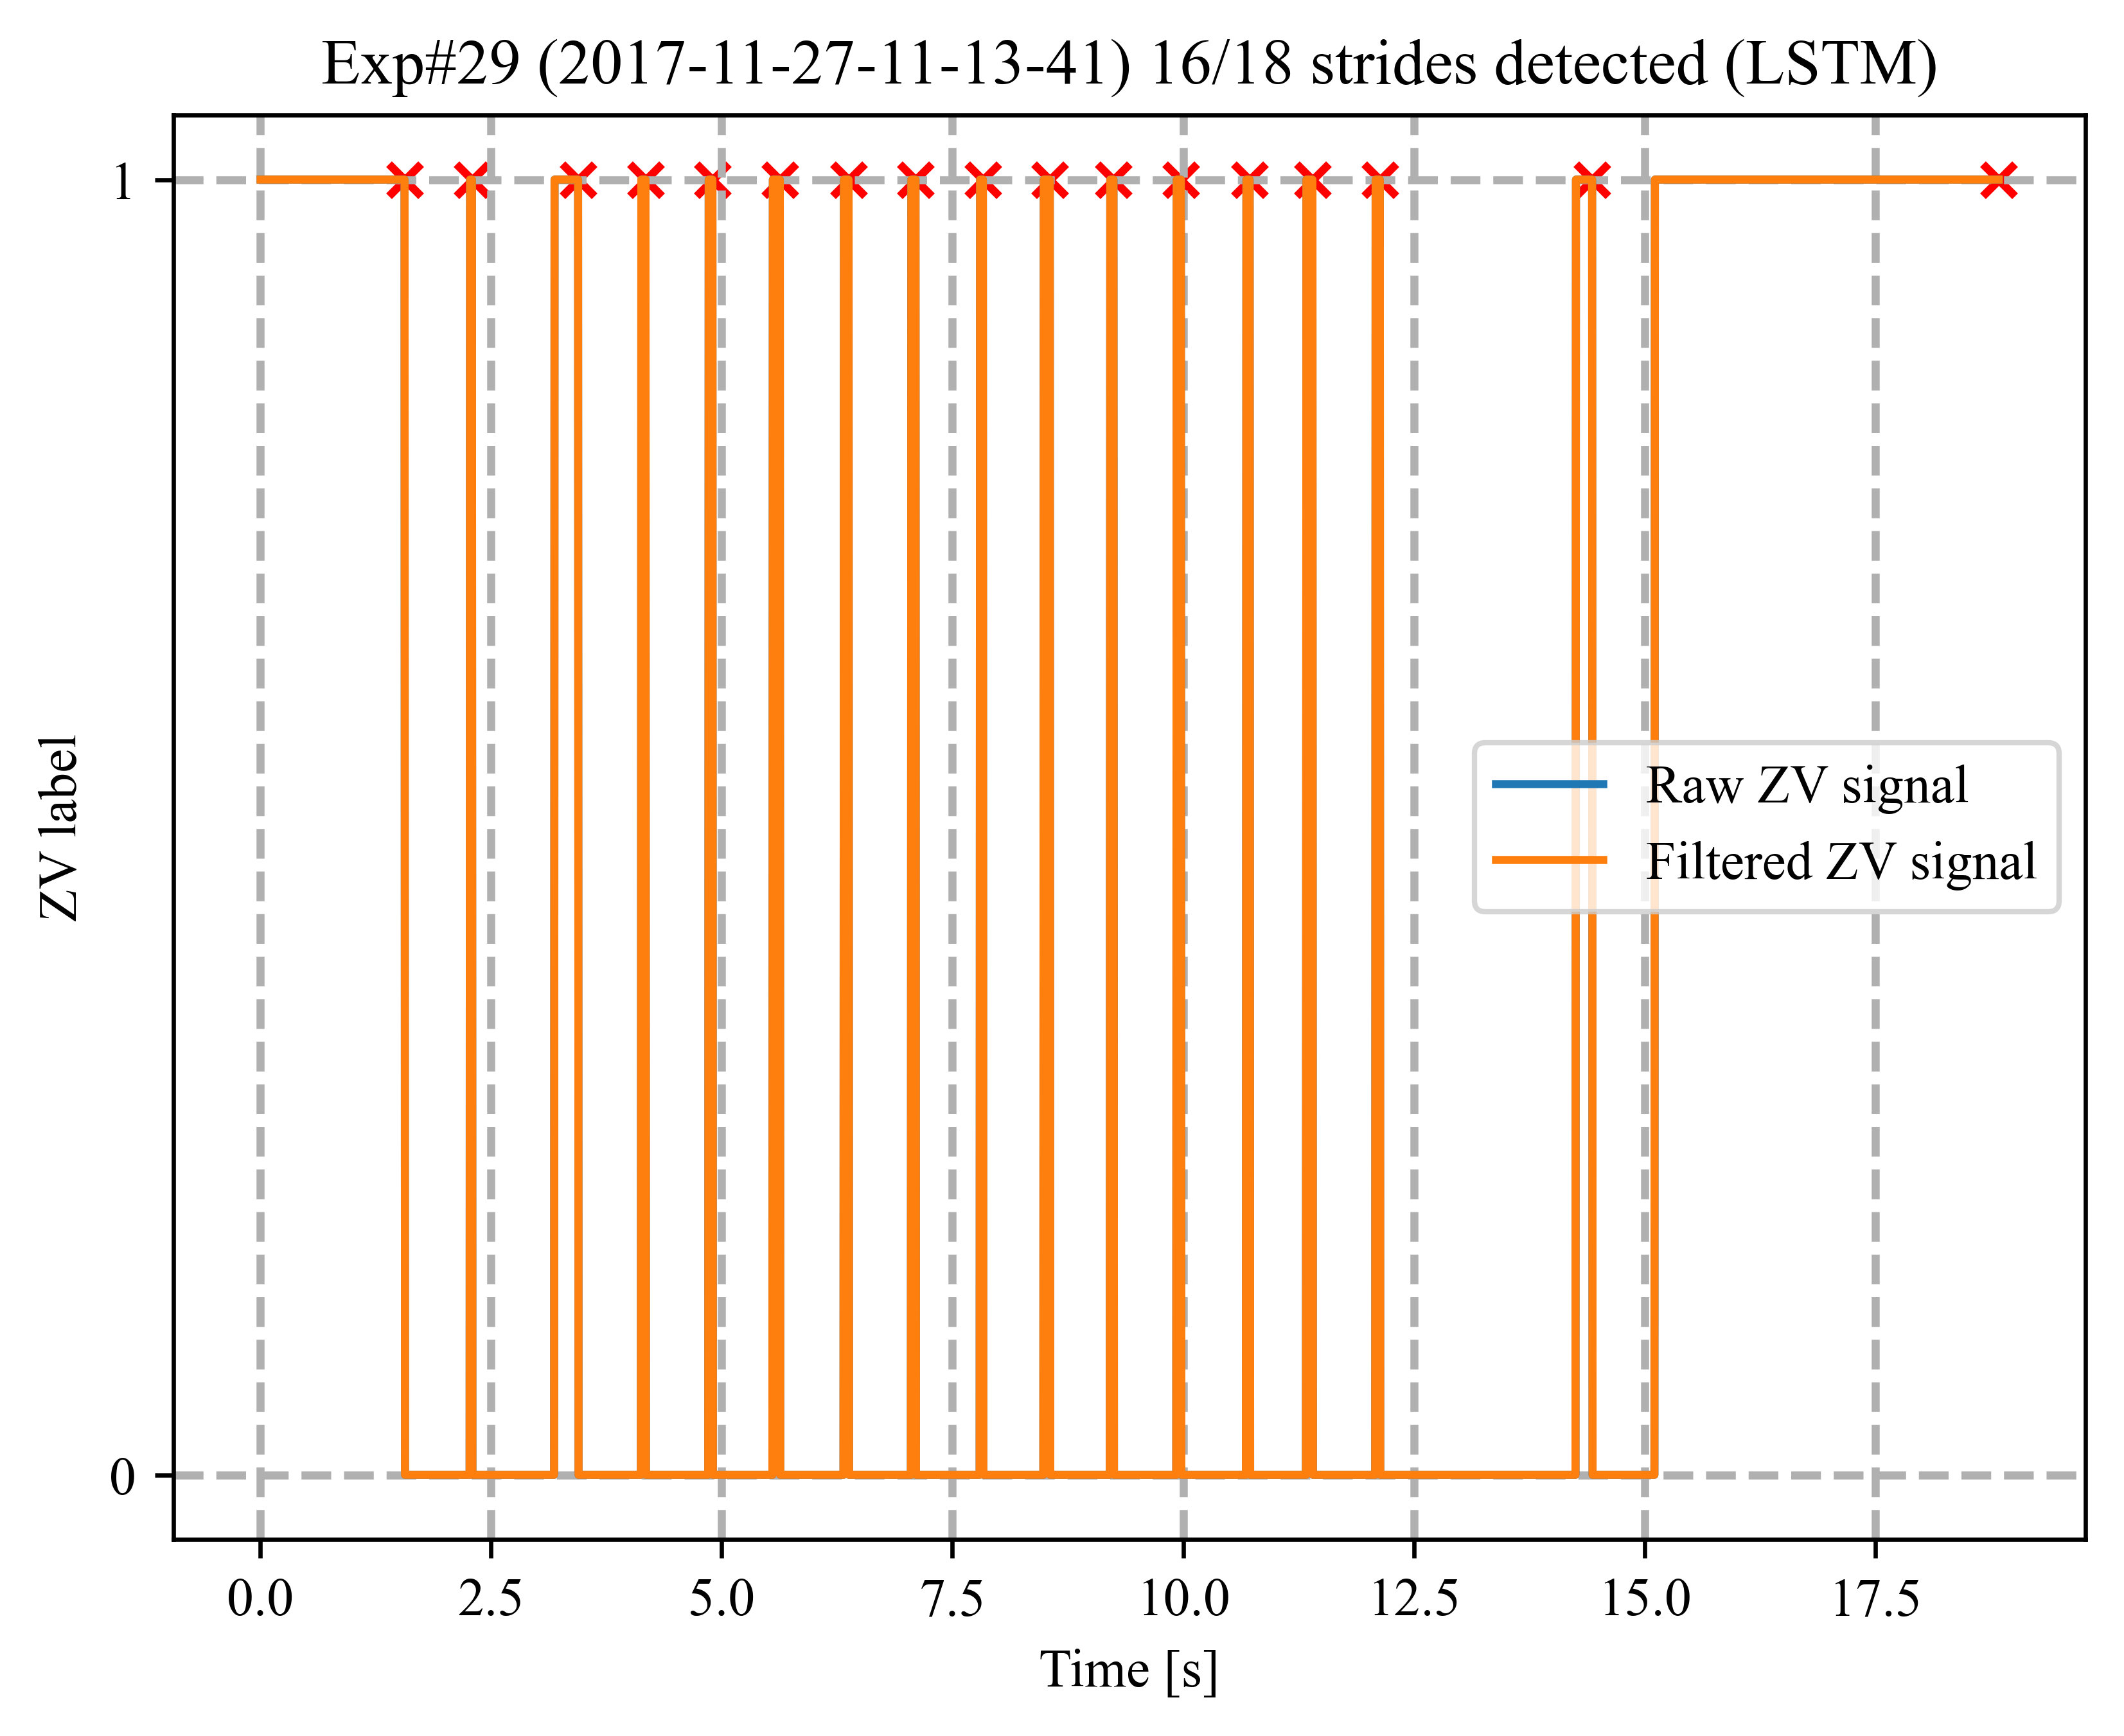 Exp#29 (2017-11-27-11-13-41) 16/18 strides detected (LSTM)
1
ZV label
Raw ZV signal
Filtered ZV signal
0
0.0 2.5 5.0 7.5 10.0 12.5 15.0 17.5
Time [s]